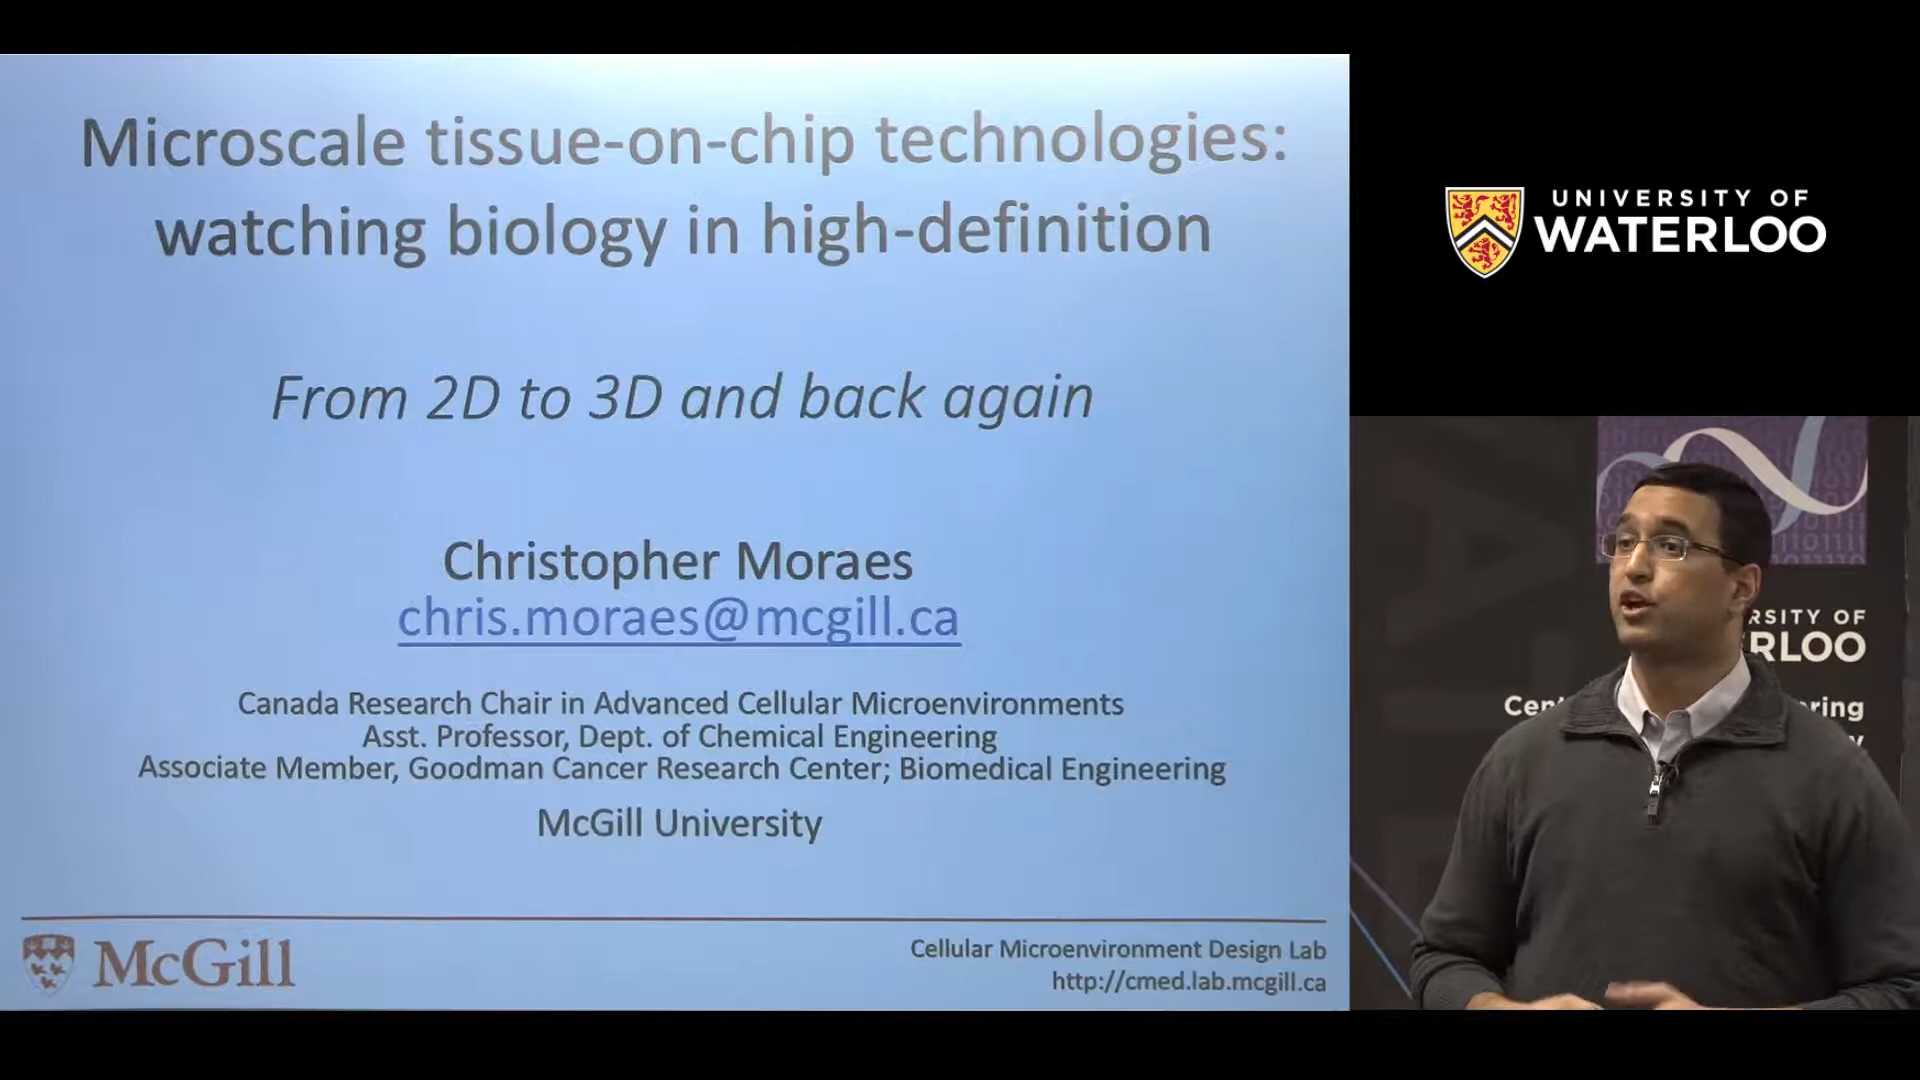 Microscale tissue-on-chip technologies:
watching biology in high-definition
From 2D to 3D and back again
Christopher Moraes
chris.moraes@mcgill.ca
Canada Research Chair in Advanced Cellular Microenvironments
Asst. Professor, Dept. of Chemical Engineering
Associate Member, Goodman Cancer Research Center; Biomedical Engineering
McGill University
McGill
Cellular Microenvironment Design Lab
http://cmed.lab.mcgill.ca
UNIVERSITY OF
WATERLOO
RSITY OF
RLOO